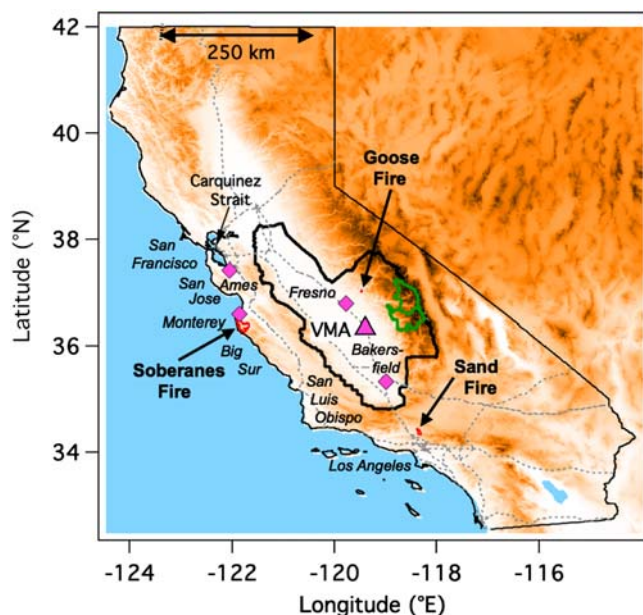 42
40
38
36
34
Latitude (°N)
250 km
Goose
Fire
Carquinez
Strait
San
Francisco
San
Jose
Ames
Fresno
Monterey
VMA
Bakers-
field
Soberanes
Fire
Big
Sur
San
Luis
Obispo
Sand
Fire
Los Angeles
-124
-122
-120
-118
-116
Longitude (°E)